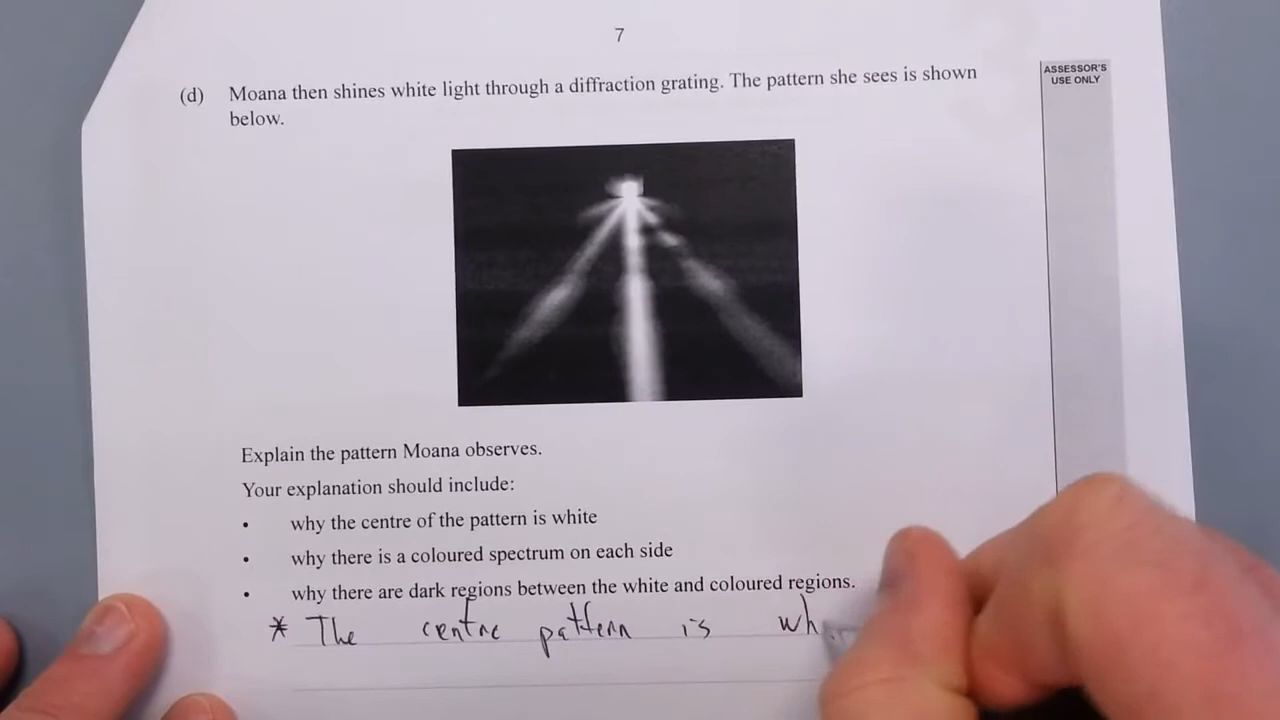 7
ASSESSOR'S
USE ONLY
(d) Moana then shines white light through a diffraction grating. The pattern she sees is shown
below.
Explain the pattern Moana observes.
Your explanation should include:
• why the centre of the pattern is white
• why there is a coloured spectrum on each side
• why there are dark regions between the white and coloured regions.
* The centre pattern is wh